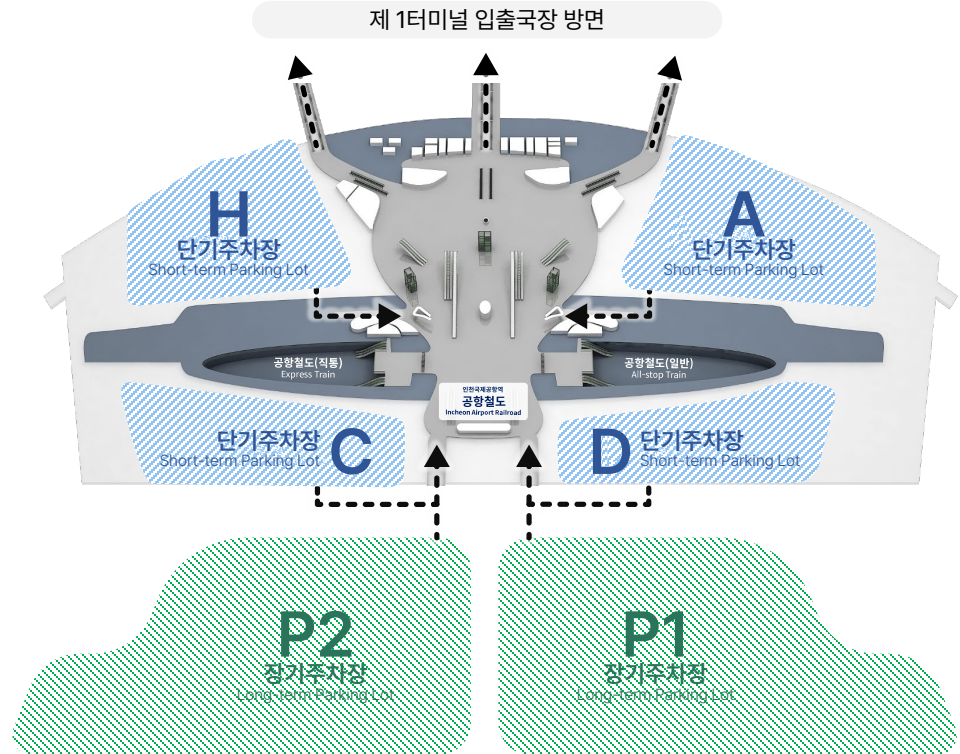 제 1터미널 입출국장 방면
H
단기주차장
Short-term Parking Lot
A
단기주차장
Short-term Parking Lot
공항철도(직통)
Express Train
공항철도(일반)
All-stop Train
인천국제공항역
공항철도
Incheon Airport Railroad
단기주차장
Short-term Parking Lot
C
D
단기주차장
Short-term Parking Lot
P2
장기주차장
Long-term Parking Lot
P1
장기주차장
Long-term Parking Lot